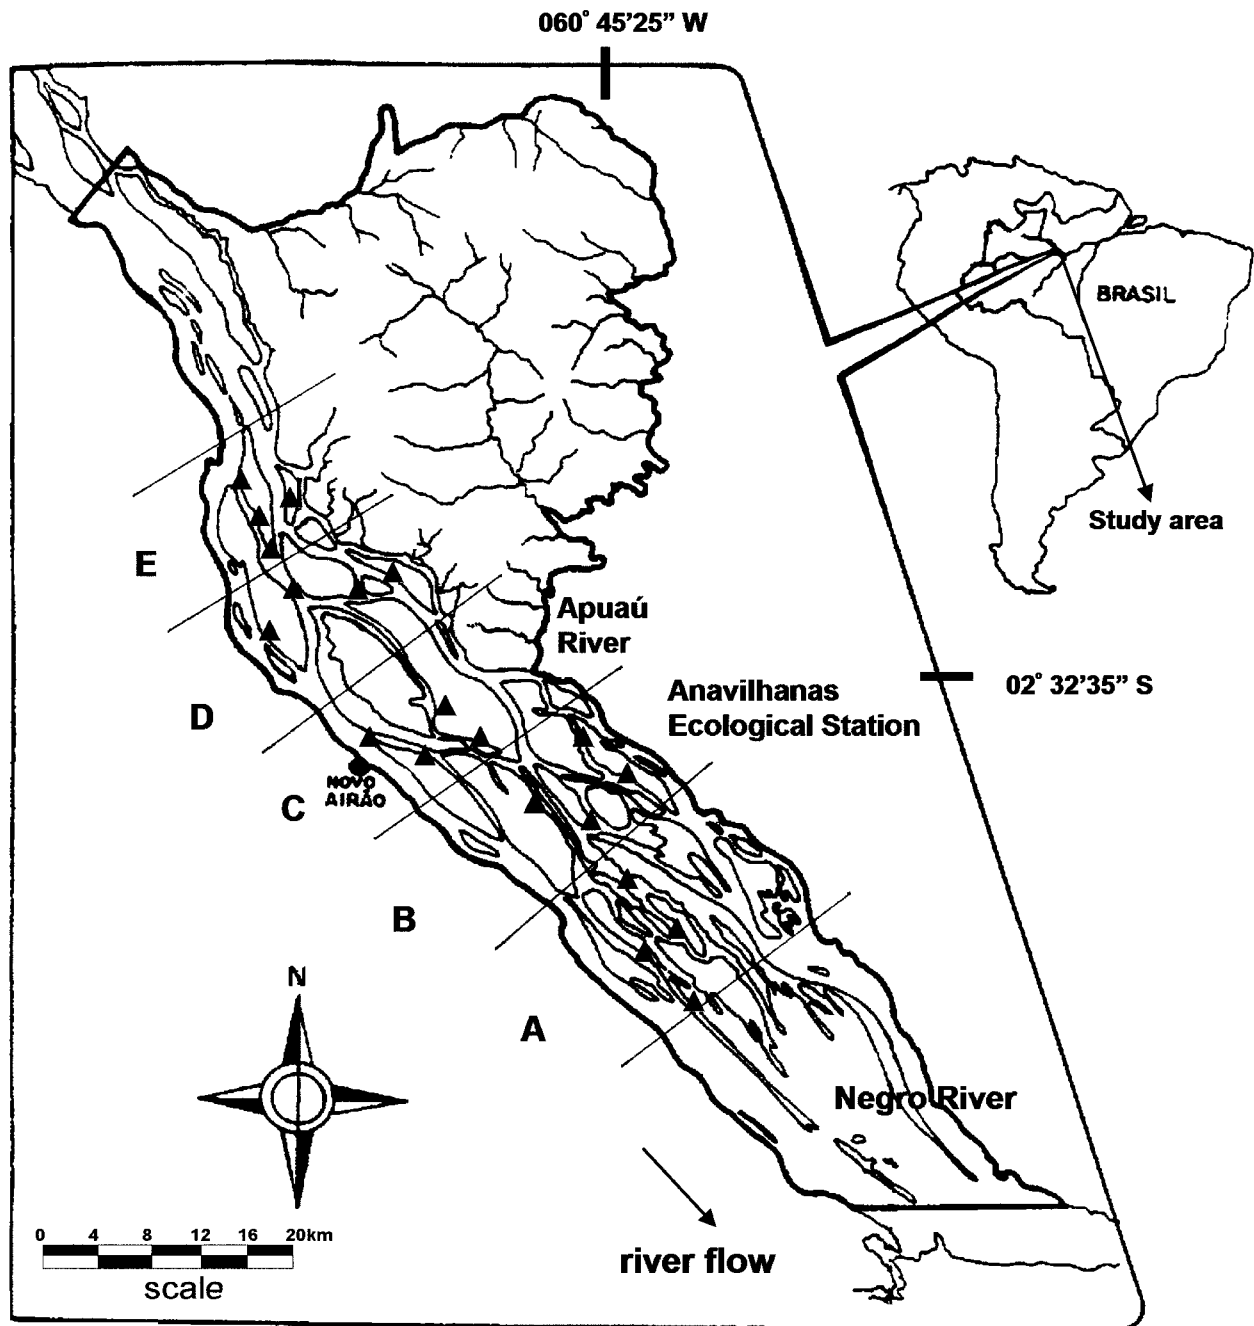 060° 45’25” W
BRASIL
Study area
E
Apuaú
River
02° 32’35” S
Anavilhanas
Ecological Station
D
NOVO
AIRÃO
C
B
N
A
Negro River
0 4 8 12 16 20km
scale
river flow